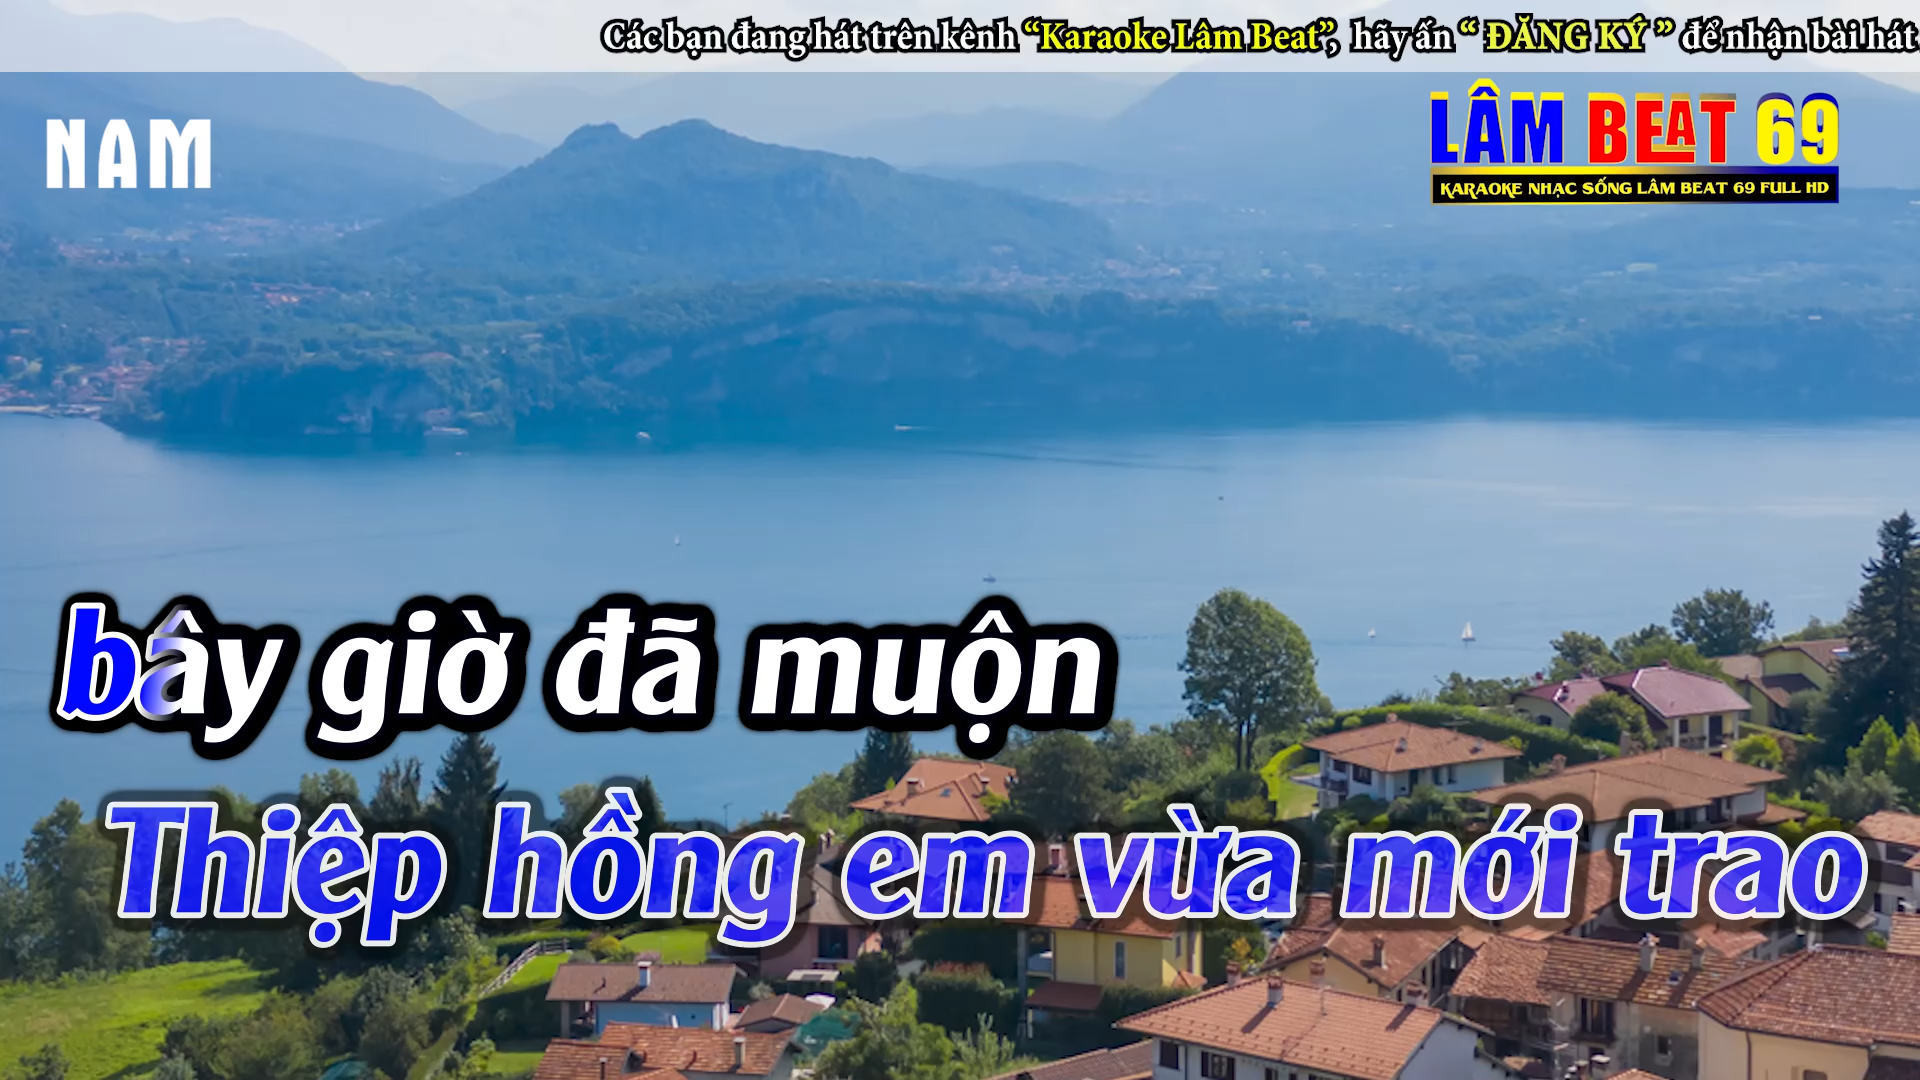 Các bạn đang hát trên kênh “Karaoke Lâm Beat”, hãy ấn “ ĐĂNG KÝ ” để nhận bài hát
NAM
LÂM BEAT 69
KARAOKE NHẠC SỐNG LÂM BEAT 69 FULL HD
bây giờ đã muộn
Thiệp hồng em vừa mới trao